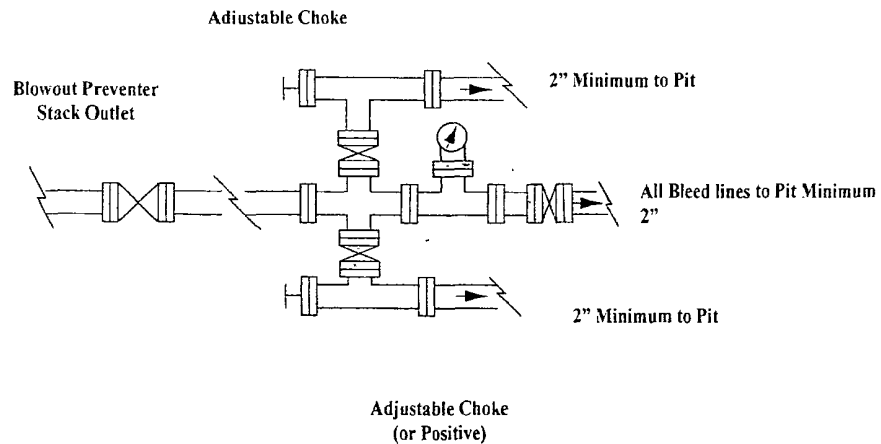 Adjustable Choke
Blowout Preventer
Stack Outlet
2” Minimum to Pit
All Bleed lines to Pit Minimum
2”
2” Minimum to Pit
Adjustable Choke
(or Positive)